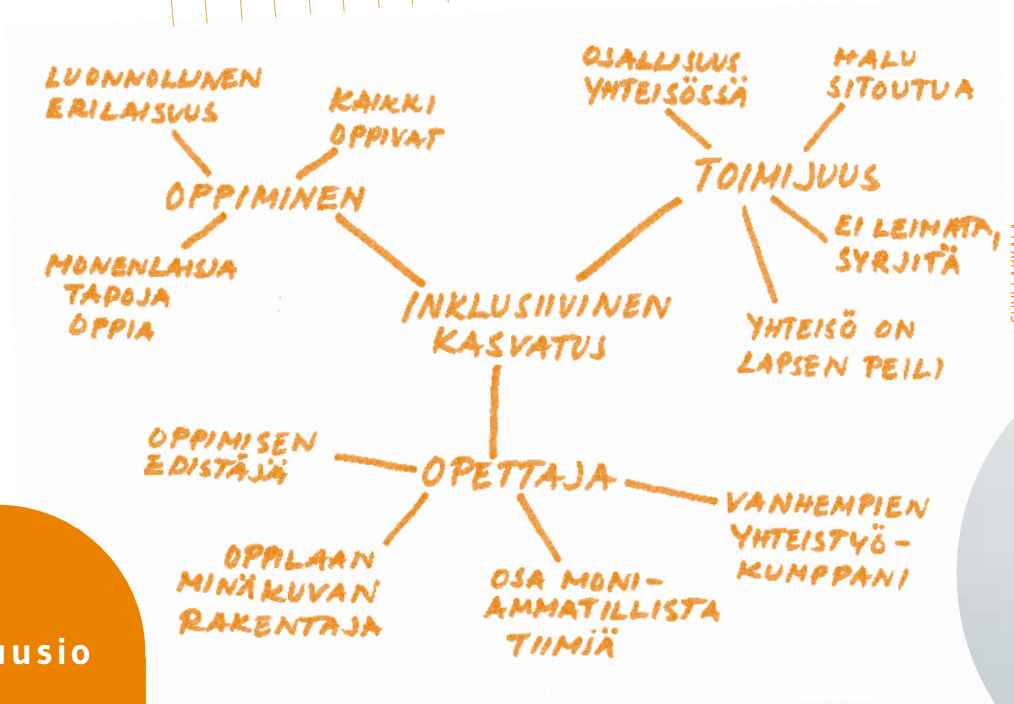 LUONNOLLINEN
ERILAISUUS
KAIKKI
OPPIVAT
OPPIMINEN
MONENLAISIA
TAPOJA
OPPIA
OSALLISUUS
YHTEISÖSSÄ
HALU
SITOUTUA
TOIMIJUUS
EI LEIMATA,
SYRJITÄ
YHTEISÖ ON
LAPSEN PEILI
INKLUSIIVINEN
KASVATUS
OPETTAJA
OPPIMISEN
EDISTÄJÄ
OPPILAAN
MINÄKUVAN
RAKENTAJA
OSA MONI-
AMMATILLISTA
TIIMIÄ
VANHEMPIEN
YHTEISTYÖ-
KUMPPANI